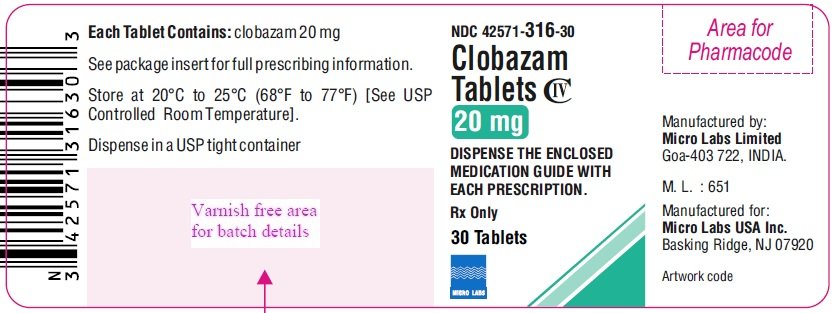 Each Tablet Contains: clobazam 20 mg
See package insert for full prescribing information.
Store at 20°C to 25°C (68°F to 77°F) [See USP
Controlled Room Temperature].
Dispense in a USP tight container
Varnish free area
for batch details
N
3 42571 31630 3
NDC 42571-316-30
Clobazam
Tablets CIV
20 mg
DISPENSE THE ENCLOSED
MEDICATION GUIDE WITH
EACH PRESCRIPTION.
Rx Only
30 Tablets
MICRO LABS
Area for
Pharmacode
Manufactured by:
Micro Labs Limited
Goa-403 722, INDIA.
M. L. : 651
Manufactured for:
Micro Labs USA Inc.
Basking Ridge, NJ 07920
Artwork code